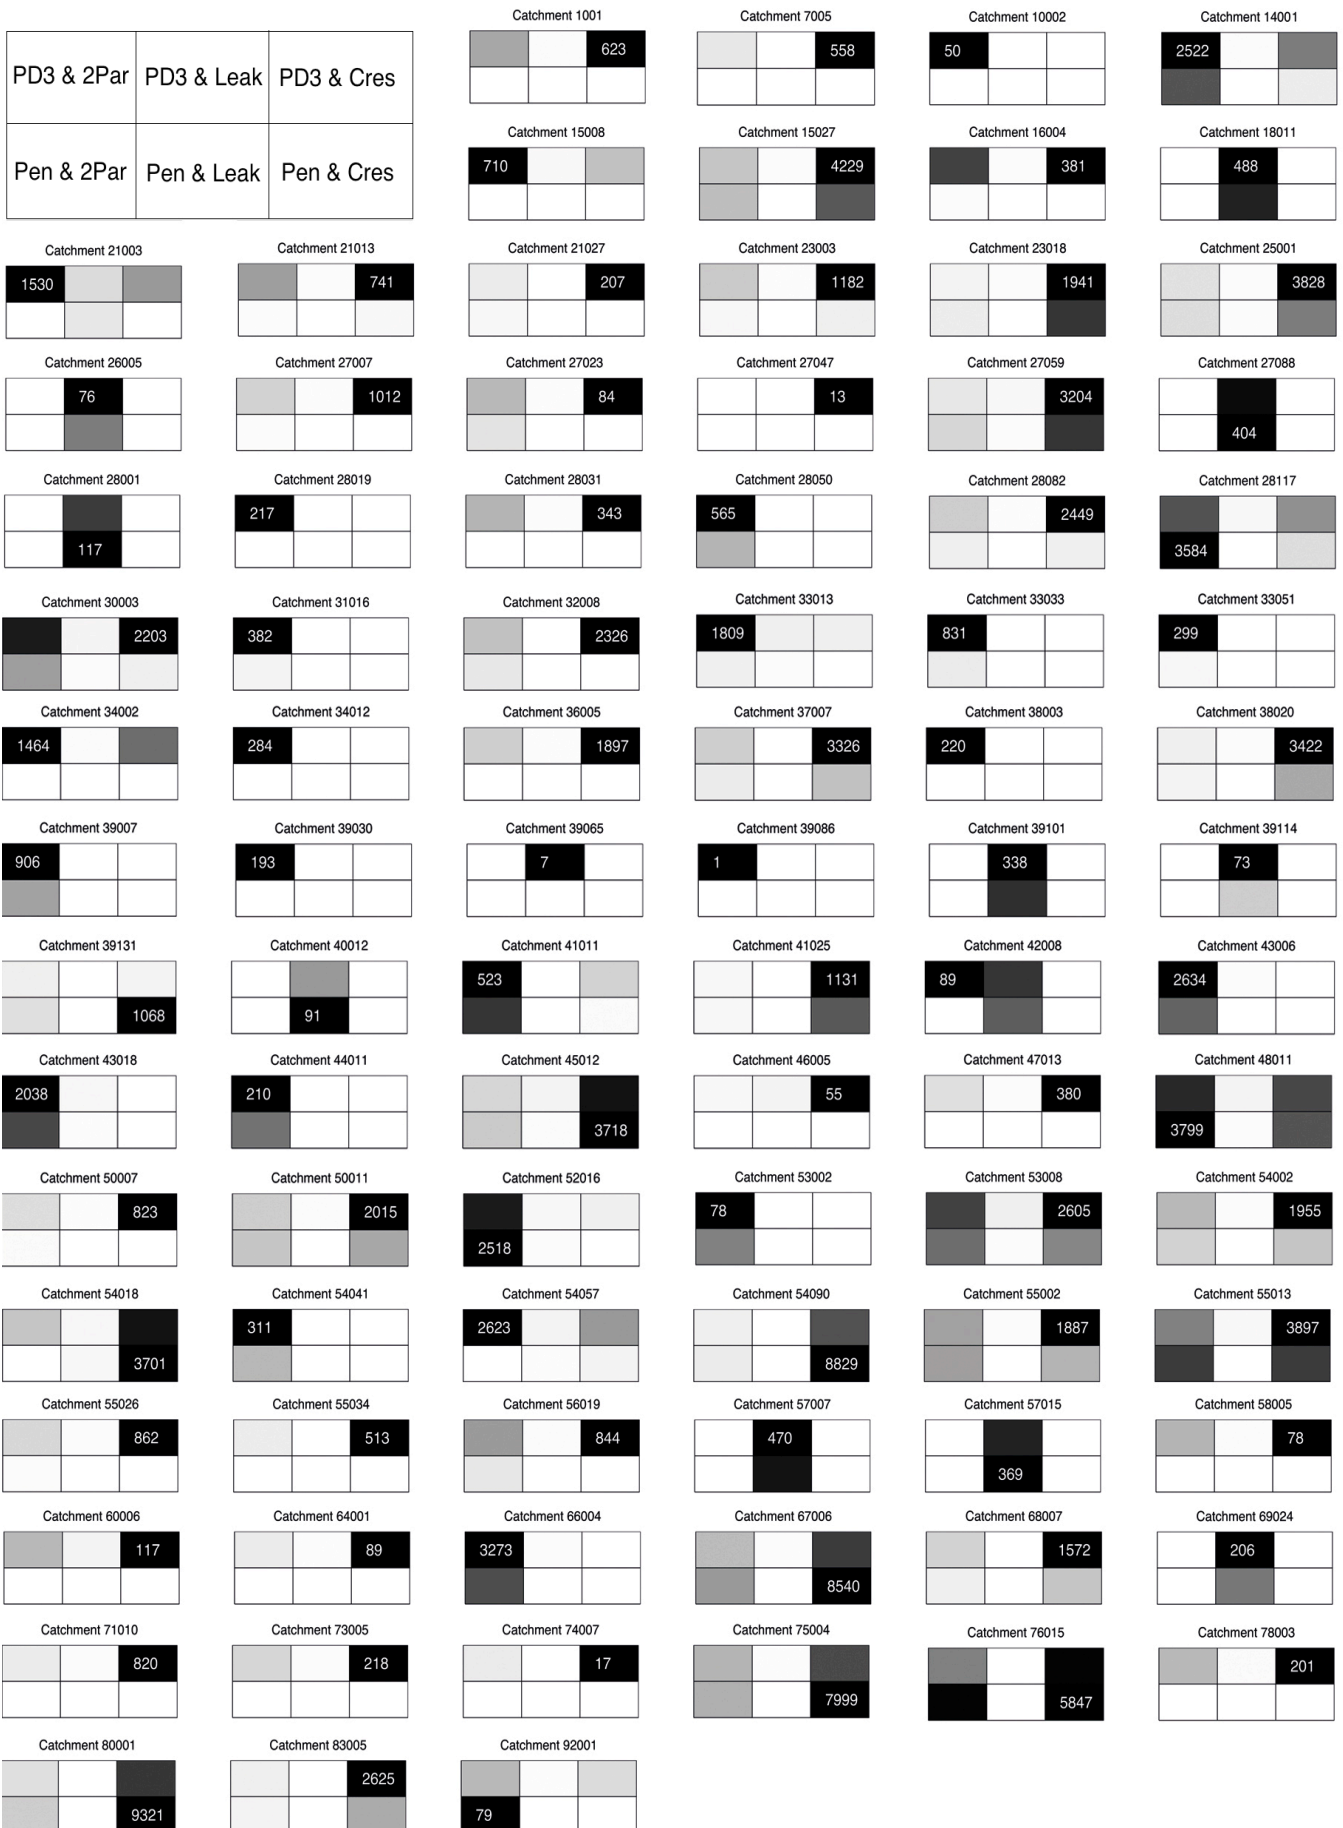 Catchment 1001 Catchment 7005 Catchment 10002 Catchment 14001
PD3 & 2Par PD3 & Leak PD3 & Cres
623 558 50 2522
Pen & 2Par Pen & Leak Pen & Cres
Catchment 15008 Catchment 15027 Catchment 16004 Catchment 18011
710 4229 381 488
Catchment 21003 Catchment 21013 Catchment 21027 Catchment 23003 Catchment 23018 Catchment 25001
1530 741 207 1182 1941 3828
Catchment 26005 Catchment 27007 Catchment 27023 Catchment 27047 Catchment 27059 Catchment 27088
76 1012 84 13 3204
404
Catchment 28001 Catchment 28019 Catchment 28031 Catchment 28050 Catchment 28082 Catchment 28117
217 343 565 2449
117 3584
Catchment 30003 Catchment 31016 Catchment 32008 Catchment 33013 Catchment 33033 Catchment 33051
2203 382 2326 1809 831 299
Catchment 34002 Catchment 34012 Catchment 36005 Catchment 37007 Catchment 38003 Catchment 38020
1464 284 1897 3326 220 3422
Catchment 39007 Catchment 39030 Catchment 39065 Catchment 39086 Catchment 39101 Catchment 39114
906 193 7 1 338 73
Catchment 39131 Catchment 40012 Catchment 41011 Catchment 41025 Catchment 42008 Catchment 43006
523 1131 89 2634
1068 91
Catchment 43018 Catchment 44011 Catchment 45012 Catchment 46005 Catchment 47013 Catchment 48011
2038 210 55 380
3718 3799
Catchment 50007 Catchment 50011 Catchment 52016 Catchment 53002 Catchment 53008 Catchment 54002
823 2015 78 2605 1955
2518
Catchment 54018 Catchment 54041 Catchment 54057 Catchment 54090 Catchment 55002 Catchment 55013
311 2623 1887 3897
3701 8829
Catchment 55026 Catchment 55034 Catchment 56019 Catchment 57007 Catchment 57015 Catchment 58005
862 513 844 470 78
369
Catchment 60006 Catchment 64001 Catchment 66004 Catchment 67006 Catchment 68007 Catchment 69024
117 89 3273 1572 206
8540
Catchment 71010 Catchment 73005 Catchment 74007 Catchment 75004 Catchment 76015 Catchment 78003
820 218 17 201
7999 5847
Catchment 80001 Catchment 83005 Catchment 92001
2625
9321 79